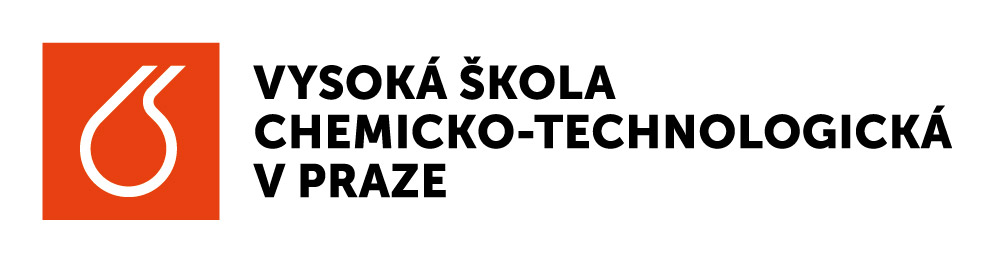 VYSOKÁ ŠKOLA
CHEMICKO-TECHNOLOGICKÁ
V PRAZE